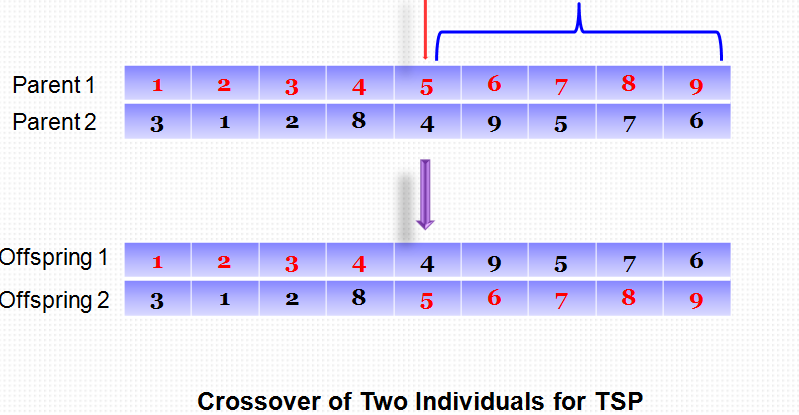 Parent 1 1 2 3 4 5 6 7 8 9
Parent 2 3 1 2 8 4 9 5 7 6
Offspring 1 1 2 3 4 4 9 5 7 6
Offspring 2 3 1 2 8 5 6 7 8 9
Crossover of Two Individuals for TSP